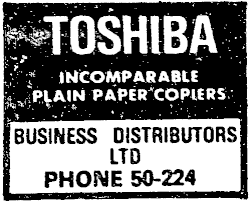 TOSHIBA
INCOMPARABLE
PLAIN PAPER COPIERS
BUSINESS DISTRIBUTORS
LTD
PHONE 50-224